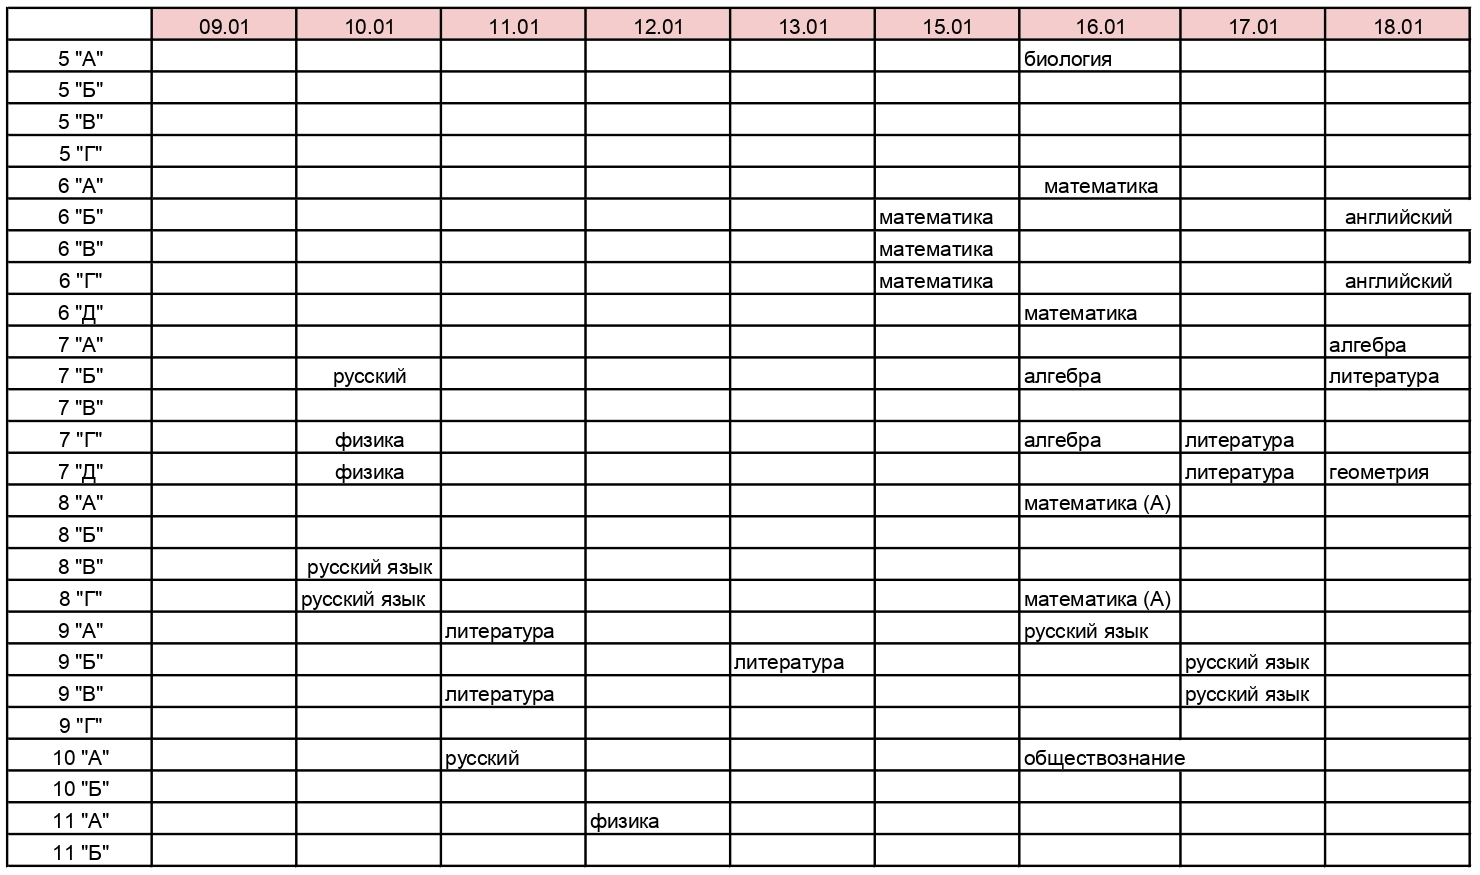 09.01 10.01 11.01 12.01 13.01 15.01 16.01 17.01 18.01
5 "А" биология
5 "Б"
5 "В"
5 "Г"
6 "А" математика
6 "Б" математика английский
6 "В" математика
6 "Г" математика английский
6 "Д" математика
7 "А" алгебра
7 "Б" русский алгебра литература
7 "В"
7 "Г" физика алгебра литература
7 "Д" физика литература геометрия
8 "А" математика (А)
8 "Б"
8 "В" русский язык
8 "Г" русский язык математика (А)
9 "А" литература русский язык
9 "Б" литература русский язык
9 "В" литература русский язык
9 "Г"
10 "А" русский обществознание
10 "Б"
11 "А" физика
11 "Б"